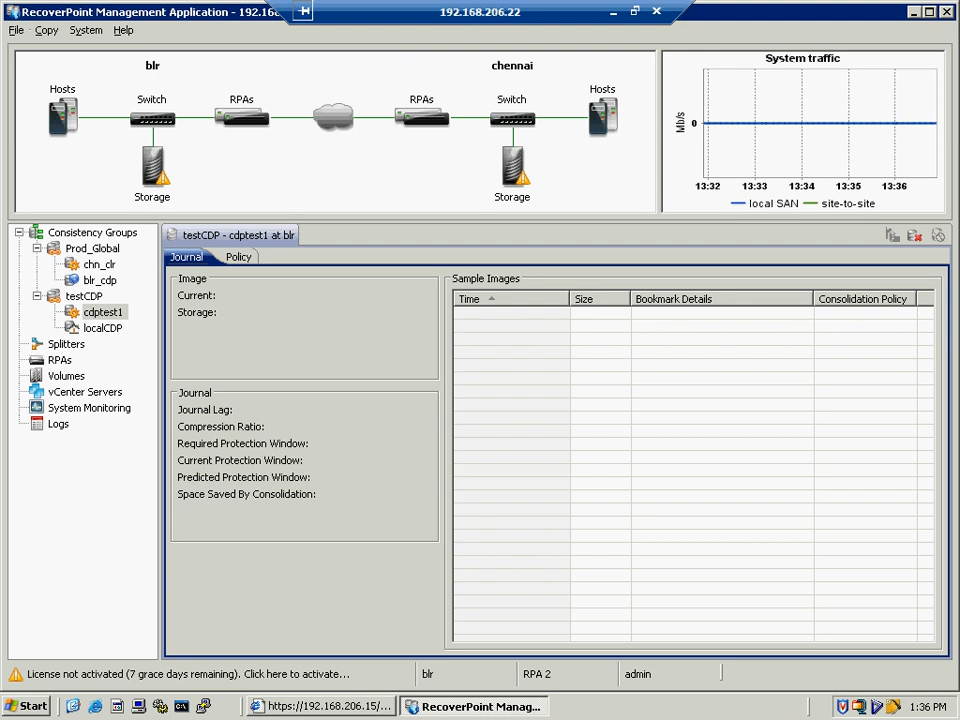 RecoverPoint Management Application - 192.168
192.168.206.22
File Copy System Help
blr
chennai
Hosts
Switch
RPAs
RPAs
Switch
Hosts
Storage
Storage
System traffic
Mb/s
0
13:32 13:33 13:34 13:35 13:36
local SAN site-to-site
Consistency Groups
Prod_Global
chn_clr
blr_cdp
testCDP
cdptest1
localCDP
Splitters
RPAs
Volumes
vCenter Servers
System Monitoring
Logs
testCDP - cdptest1 at blr
Journal Policy
Image
Current:
Storage:
Journal
Journal Lag:
Compression Ratio:
Required Protection Window:
Current Protection Window:
Predicted Protection Window:
Space Saved By Consolidation:
Sample Images
Time Size Bookmark Details Consolidation Policy
License not activated (7 grace days remaining). Click here to activate... blr RPA 2 admin
Start https://192.168.206.15/... RecoverPoint Manag... 1:36 PM